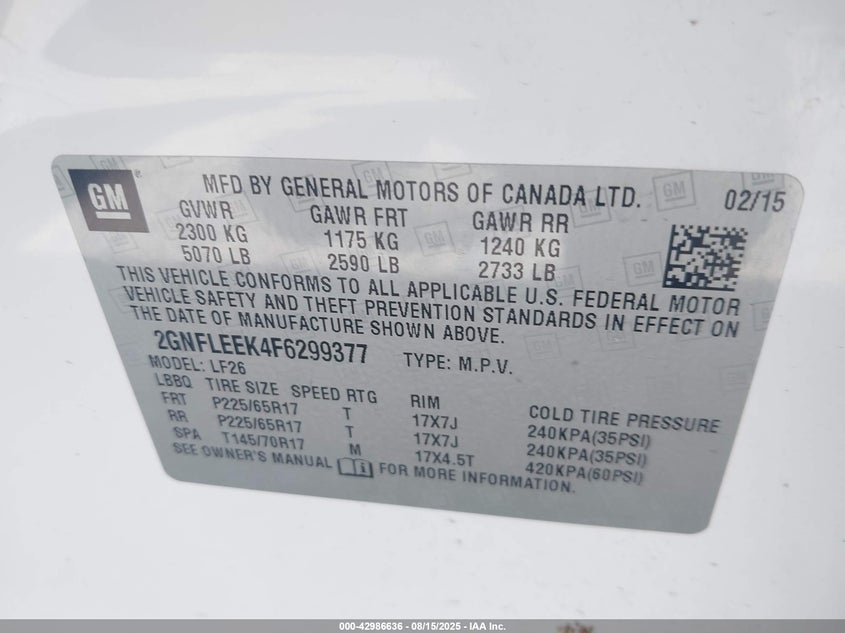 GM
MFD BY GENERAL MOTORS OF CANADA LTD. 02/15
GVWR GAWR FRT GAWR RR
2300 KG 1175 KG 1240 KG
5070 LB 2590 LB 2733 LB
THIS VEHICLE CONFORMS TO ALL APPLICABLE U.S. FEDERAL MOTOR
VEHICLE SAFETY AND THEFT PREVENTION STANDARDS IN EFFECT ON
THE DATE OF MANUFACTURE SHOWN ABOVE.
2GNFLEEK4F6299377 TYPE: M.P.V.
MODEL: LF26
LBBQ TIRE SIZE SPEED RTG RIM COLD TIRE PRESSURE
FRT P225/65R17 T 17X7J 240KPA(35PSI)
RR P225/65R17 T 17X7J 240KPA(35PSI)
SPA T145/70R17 M 17X4.5T 420KPA(60PSI)
SEE OWNER'S MANUAL FOR MORE INFORMATION.
000-42986636 - 08/15/2025 - IAA Inc.